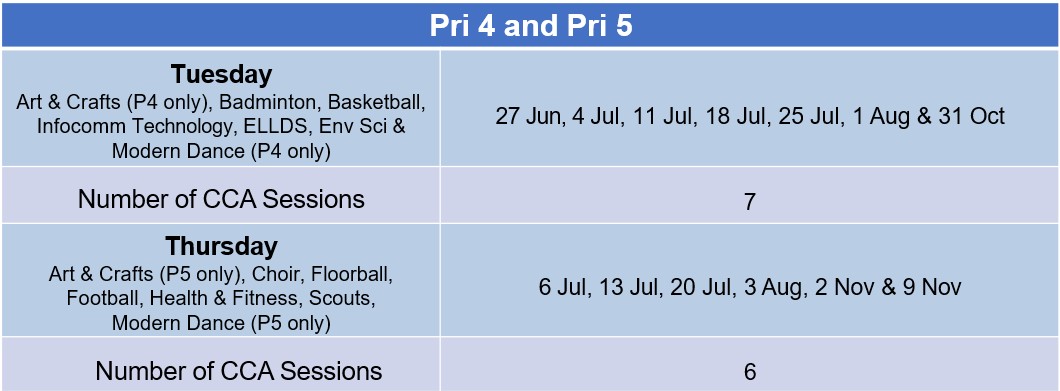 Pri 4 and Pri 5
Tuesday
Art & Crafts (P4 only), Badminton, Basketball,
Infocomm Technology, ELLDS, Env Sci &
Modern Dance (P4 only)
27 Jun, 4 Jul, 11 Jul, 18 Jul, 25 Jul, 1 Aug & 31 Oct
Number of CCA Sessions
7
Thursday
Art & Crafts (P5 only), Choir, Floorball,
Football, Health & Fitness, Scouts,
Modern Dance (P5 only)
6 Jul, 13 Jul, 20 Jul, 3 Aug, 2 Nov & 9 Nov
Number of CCA Sessions
6